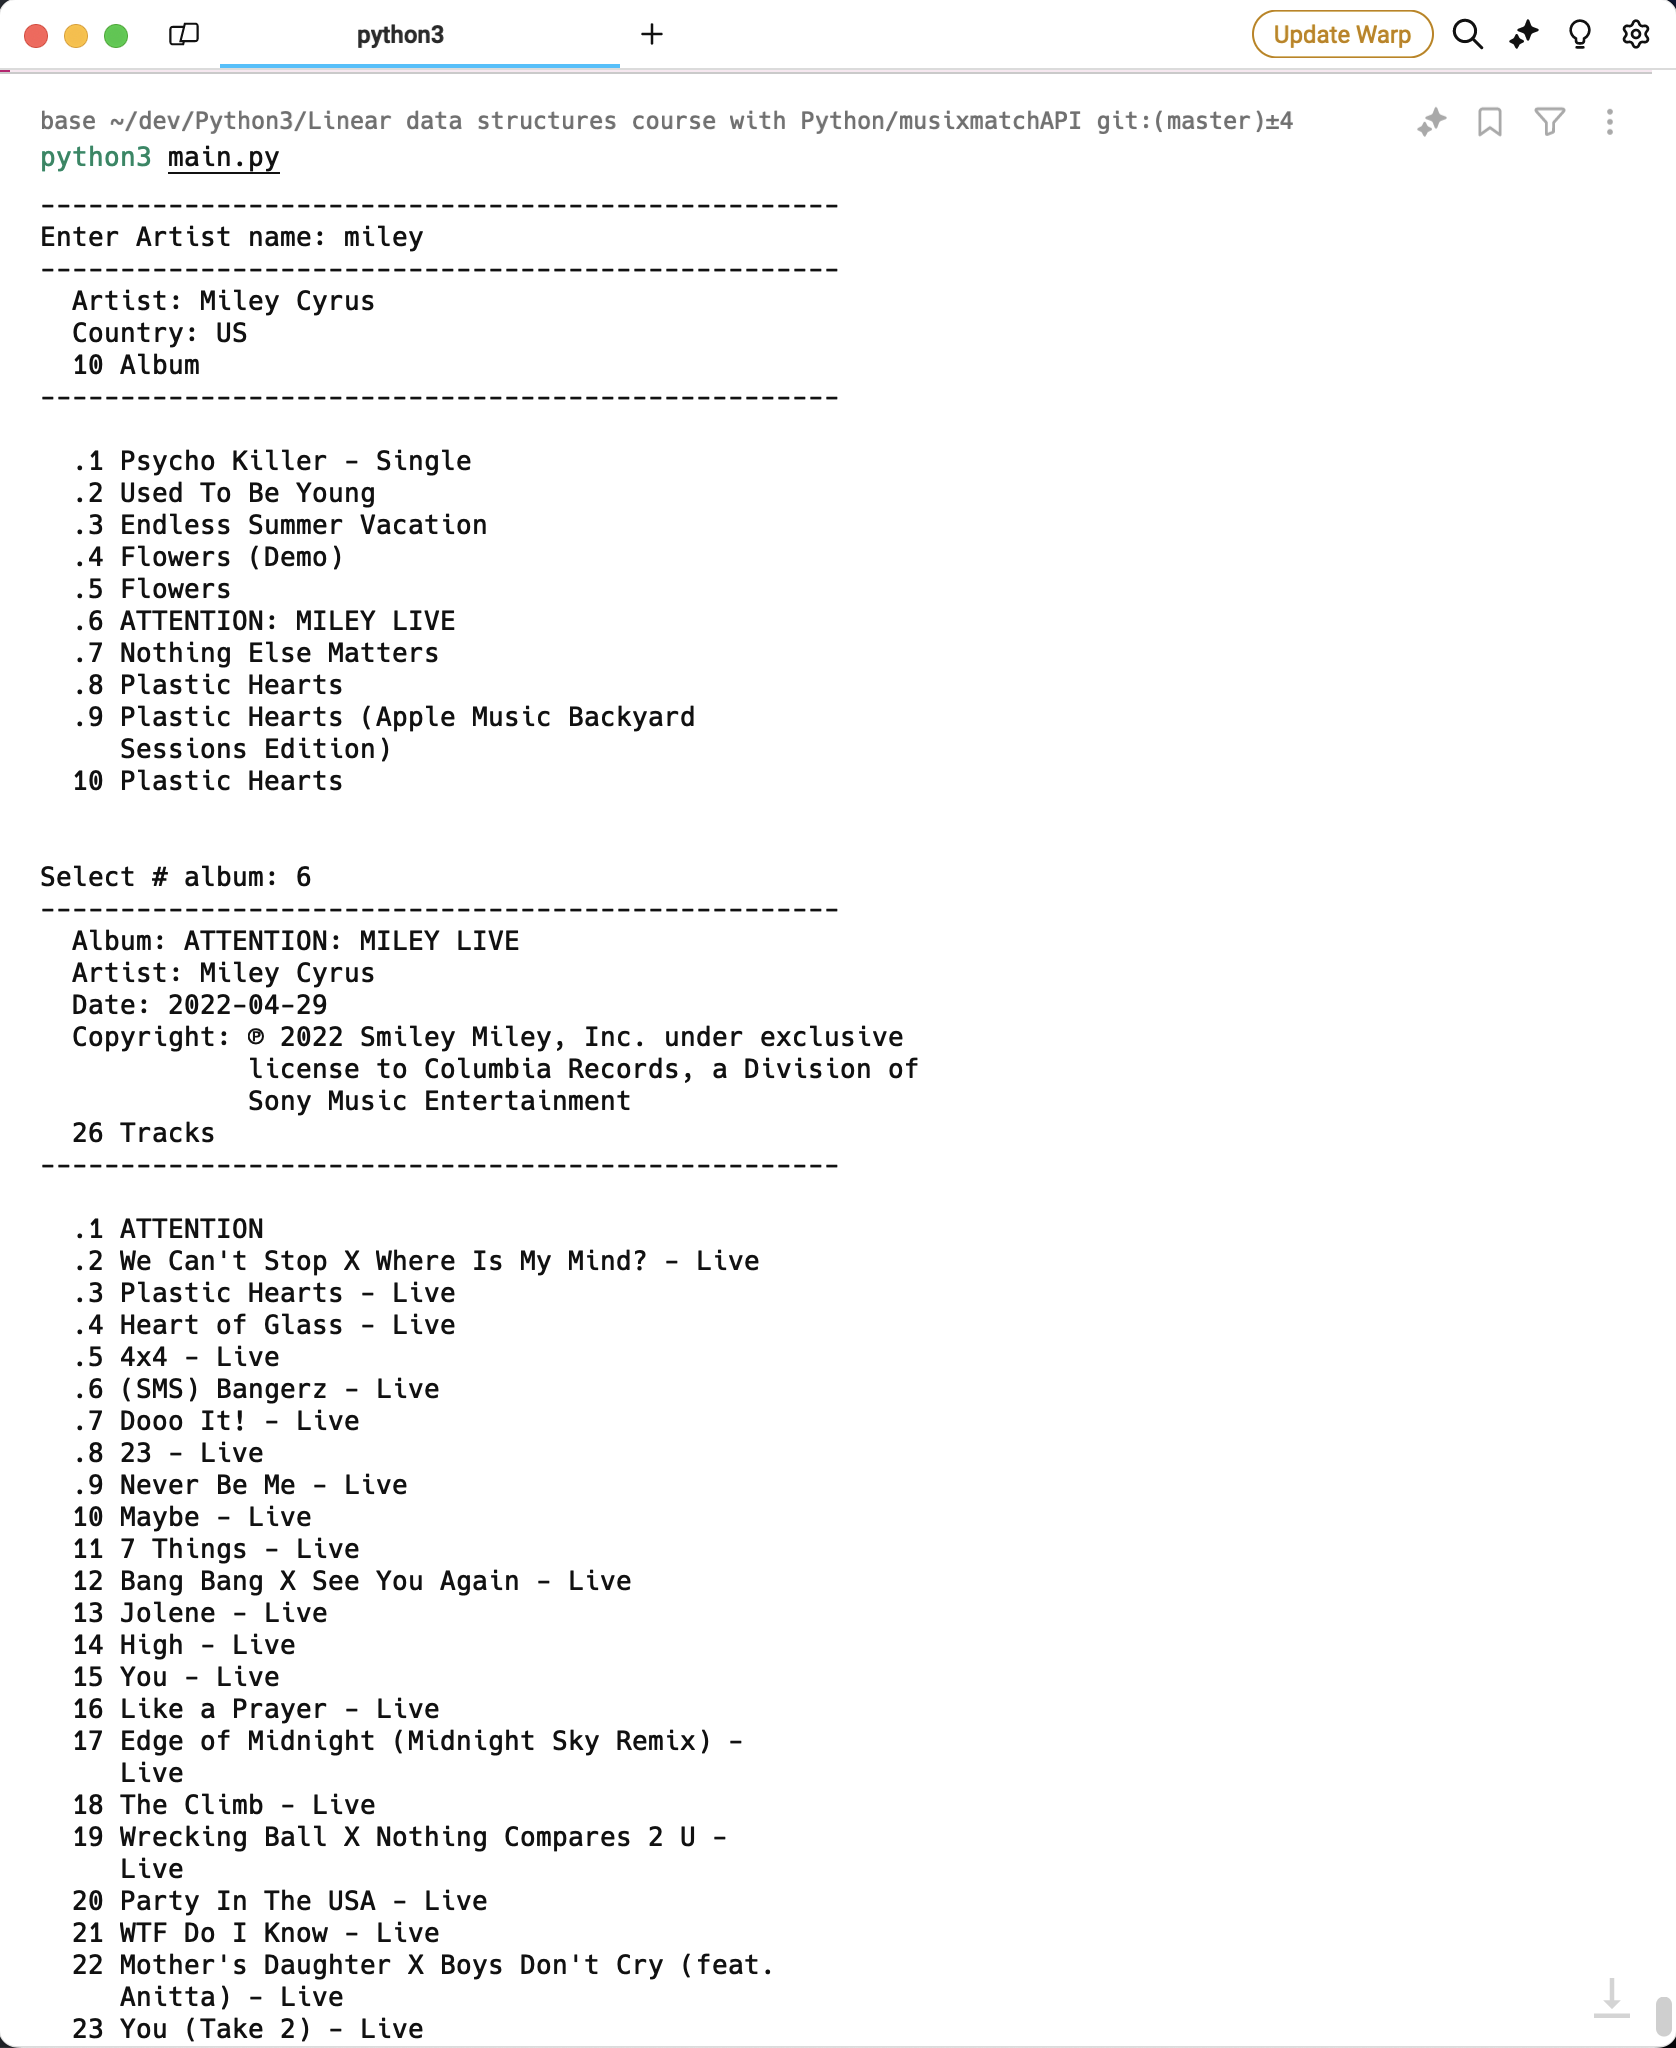 python3
+
Update Warp
base ~/dev/Python3/Linear data structures course with Python/musixmatchAPI git:(master)±4
python3 main.py
--------------------------------------------------
Enter Artist name: miley
--------------------------------------------------
Artist: Miley Cyrus
Country: US
10 Album
--------------------------------------------------
.1 Psycho Killer - Single
.2 Used To Be Young
.3 Endless Summer Vacation
.4 Flowers (Demo)
.5 Flowers
.6 ATTENTION: MILEY LIVE
.7 Nothing Else Matters
.8 Plastic Hearts
.9 Plastic Hearts (Apple Music Backyard
Sessions Edition)
10 Plastic Hearts
Select # album: 6
--------------------------------------------------
Album: ATTENTION: MILEY LIVE
Artist: Miley Cyrus
Date: 2022-04-29
Copyright: ℗ 2022 Smiley Miley, Inc. under exclusive
license to Columbia Records, a Division of
Sony Music Entertainment
26 Tracks
--------------------------------------------------
.1 ATTENTION
.2 We Can't Stop X Where Is My Mind? - Live
.3 Plastic Hearts - Live
.4 Heart of Glass - Live
.5 4x4 - Live
.6 (SMS) Bangerz - Live
.7 Dooo It! - Live
.8 23 - Live
.9 Never Be Me - Live
10 Maybe - Live
11 7 Things - Live
12 Bang Bang X See You Again - Live
13 Jolene - Live
14 High - Live
15 You - Live
16 Like a Prayer - Live
17 Edge of Midnight (Midnight Sky Remix) -
Live
18 The Climb - Live
19 Wrecking Ball X Nothing Compares 2 U -
Live
20 Party In The USA - Live
21 WTF Do I Know - Live
22 Mother's Daughter X Boys Don't Cry (feat.
Anitta) - Live
23 You (Take 2) - Live